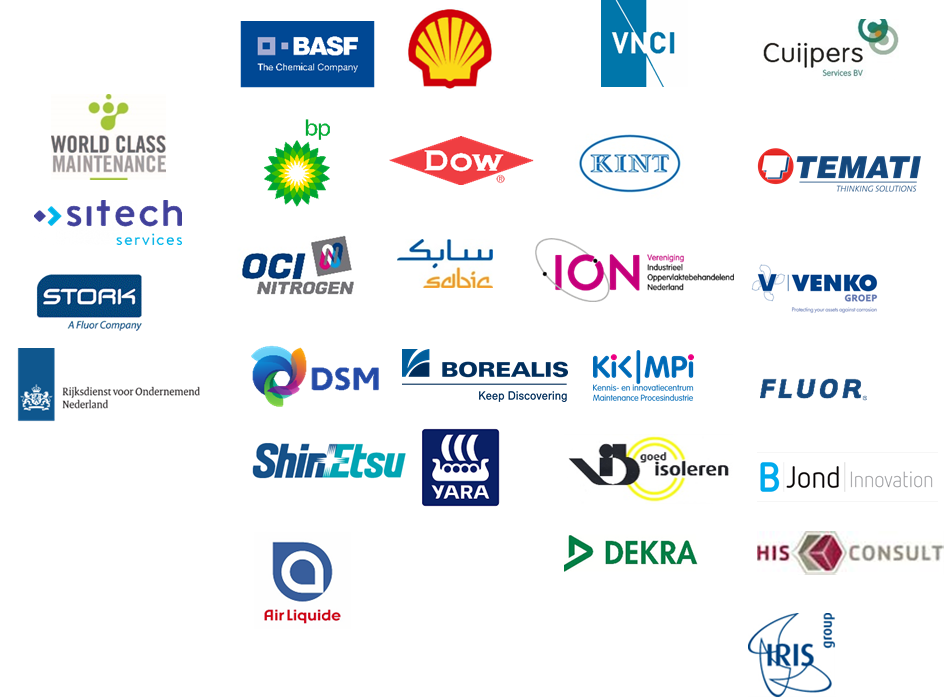 BASF
The Chemical Company
VNCI
Cuijpers
Services BV
WORLD CLASS
MAINTENANCE
bp
DOW
®
KINT
TEMATI
THINKING SOLUTIONS
sitech
services
OCI
NITROGEN
سابك
sabic
ION
Vereniging
Industrieel
Oppervlaktebehandelend
Nederland
V VENKO
GROEP
Protecting your assets against corrosion
STORK
A Fluor Company
Rijksdienst voor Ondernemend
Nederland
DSM
BOREALIS
Keep Discovering
KiC MPi
Kennis- en innovatiecentrum
Maintenance Procesindustrie
FLUOR®
ShinEtsu
YARA
VIB
goed
isoleren
B Jond Innovation
DEKRA
HIS CONSULT
Air Liquide
IRIS
group